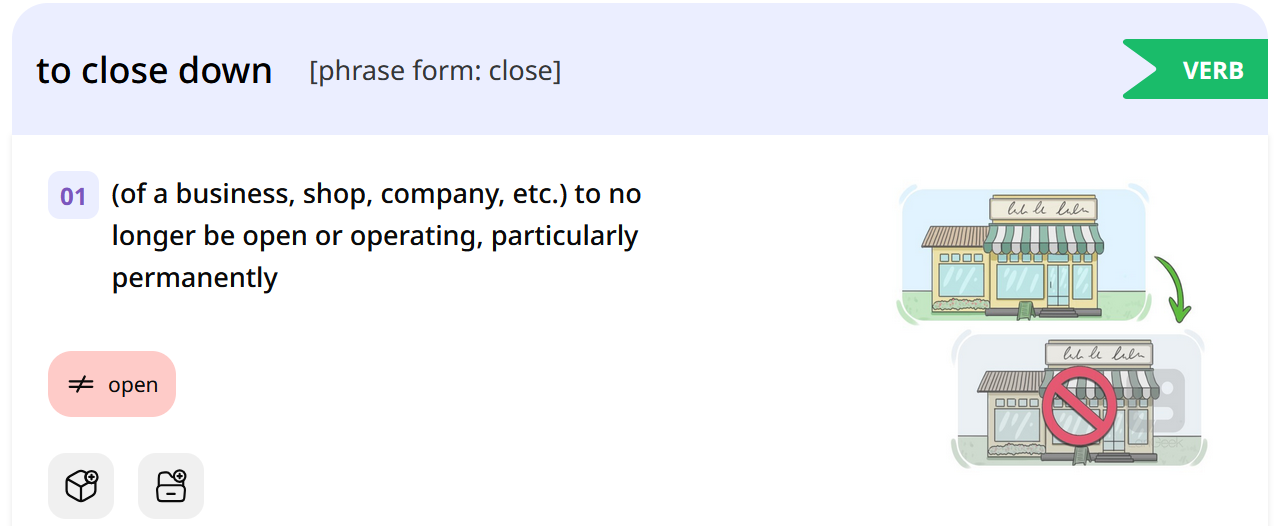 to close down [phrase form: close]
VERB
01 (of a business, shop, company, etc.) to no
longer be open or operating, particularly
permanently
≠ open